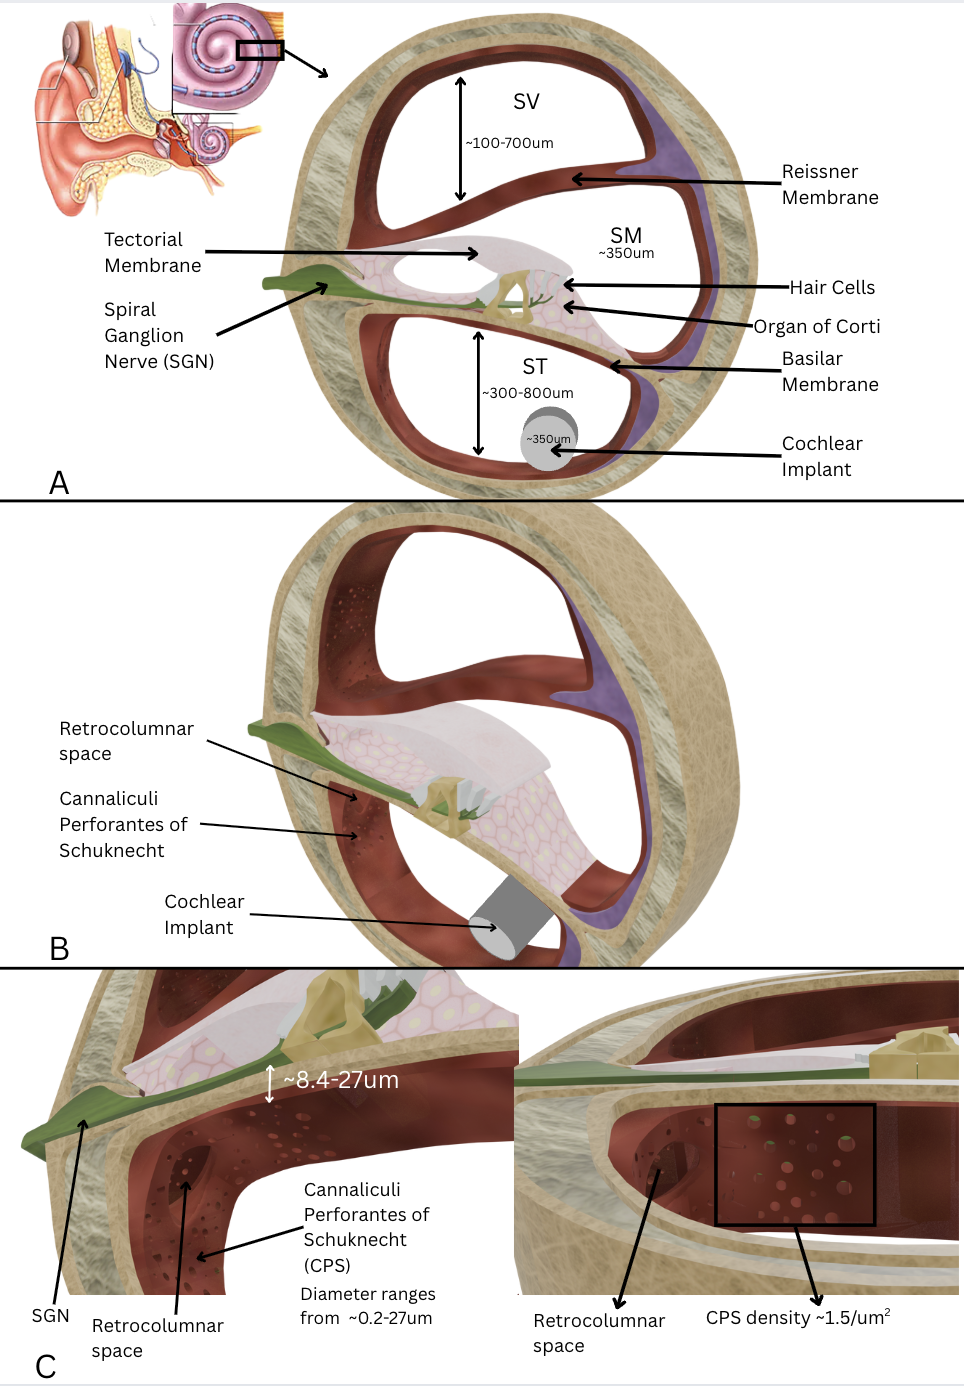 SV
~100-700um
Reissner
Membrane
SM
~350um
Tectorial
Membrane
Hair Cells
Spiral
Ganglion
Nerve (SGN)
Organ of Corti
Basilar
Membrane
ST
~300-800um
~350um
Cochlear
Implant
A
Retrocolumnar
space
Cannaliculi
Perforantes of
Schuknecht
Cochlear
Implant
B
~8.4-27um
Cannaliculi
Perforantes of
Schuknecht
(CPS)
Diameter ranges
from ~0.2-27um
SGN
Retrocolumnar
space
Retrocolumnar
space
CPS density ~1.5/um²
C